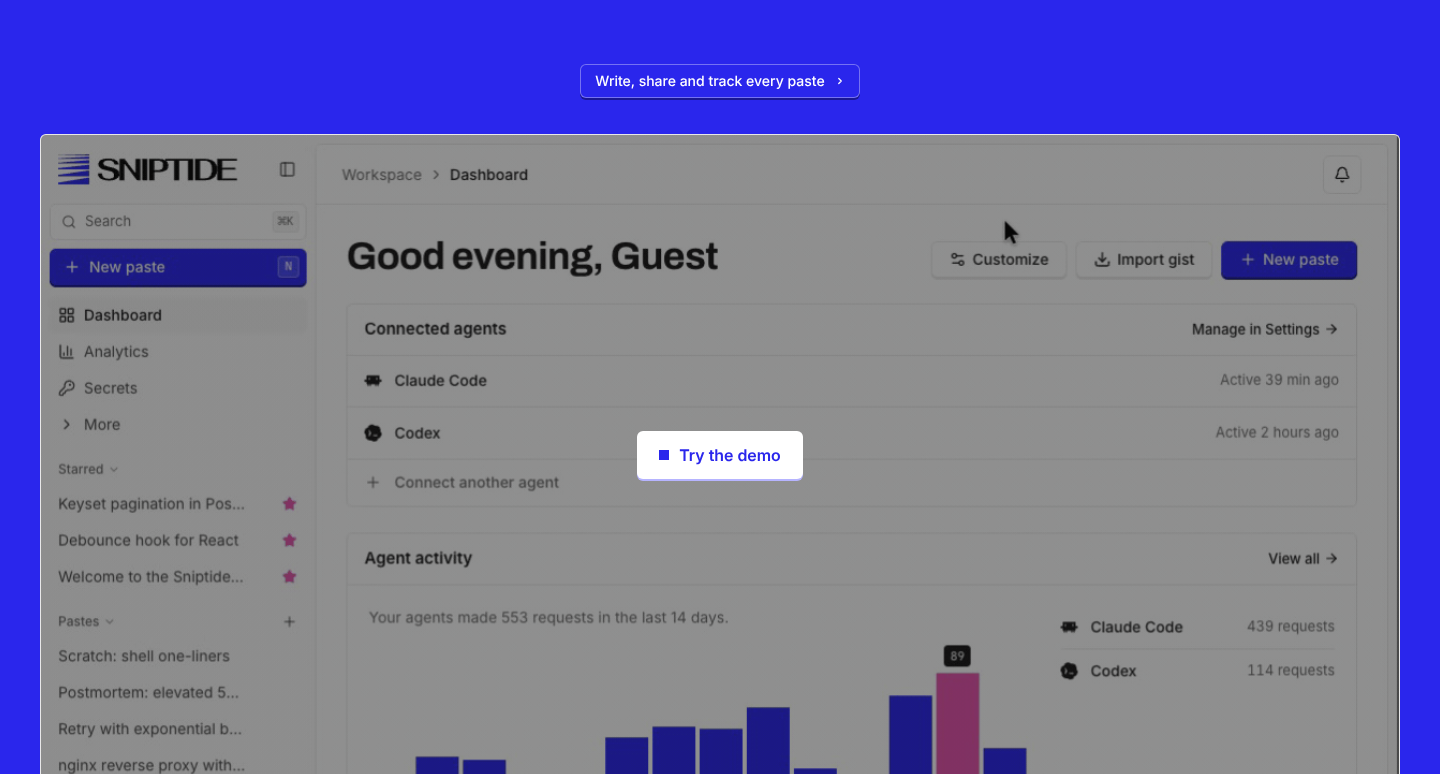 Write, share and track every paste
SNIPTIDE
Search ⌘K
New paste N
Dashboard
Analytics
Secrets
More
Starred
Keyset pagination in Pos...
Debounce hook for React
Welcome to the Sniptide...
Pastes
Scratch: shell one-liners
Postmortem: elevated 5...
Retry with exponential b...
nginx reverse proxy with...
Workspace > Dashboard
Good evening, Guest
Customize
Import gist
New paste
Connected agents
Manage in Settings →
Claude Code
Active 39 min ago
Codex
Active 2 hours ago
Connect another agent
Try the demo
Agent activity
View all →
Your agents made 553 requests in the last 14 days.
89
Claude Code
439 requests
Codex
114 requests